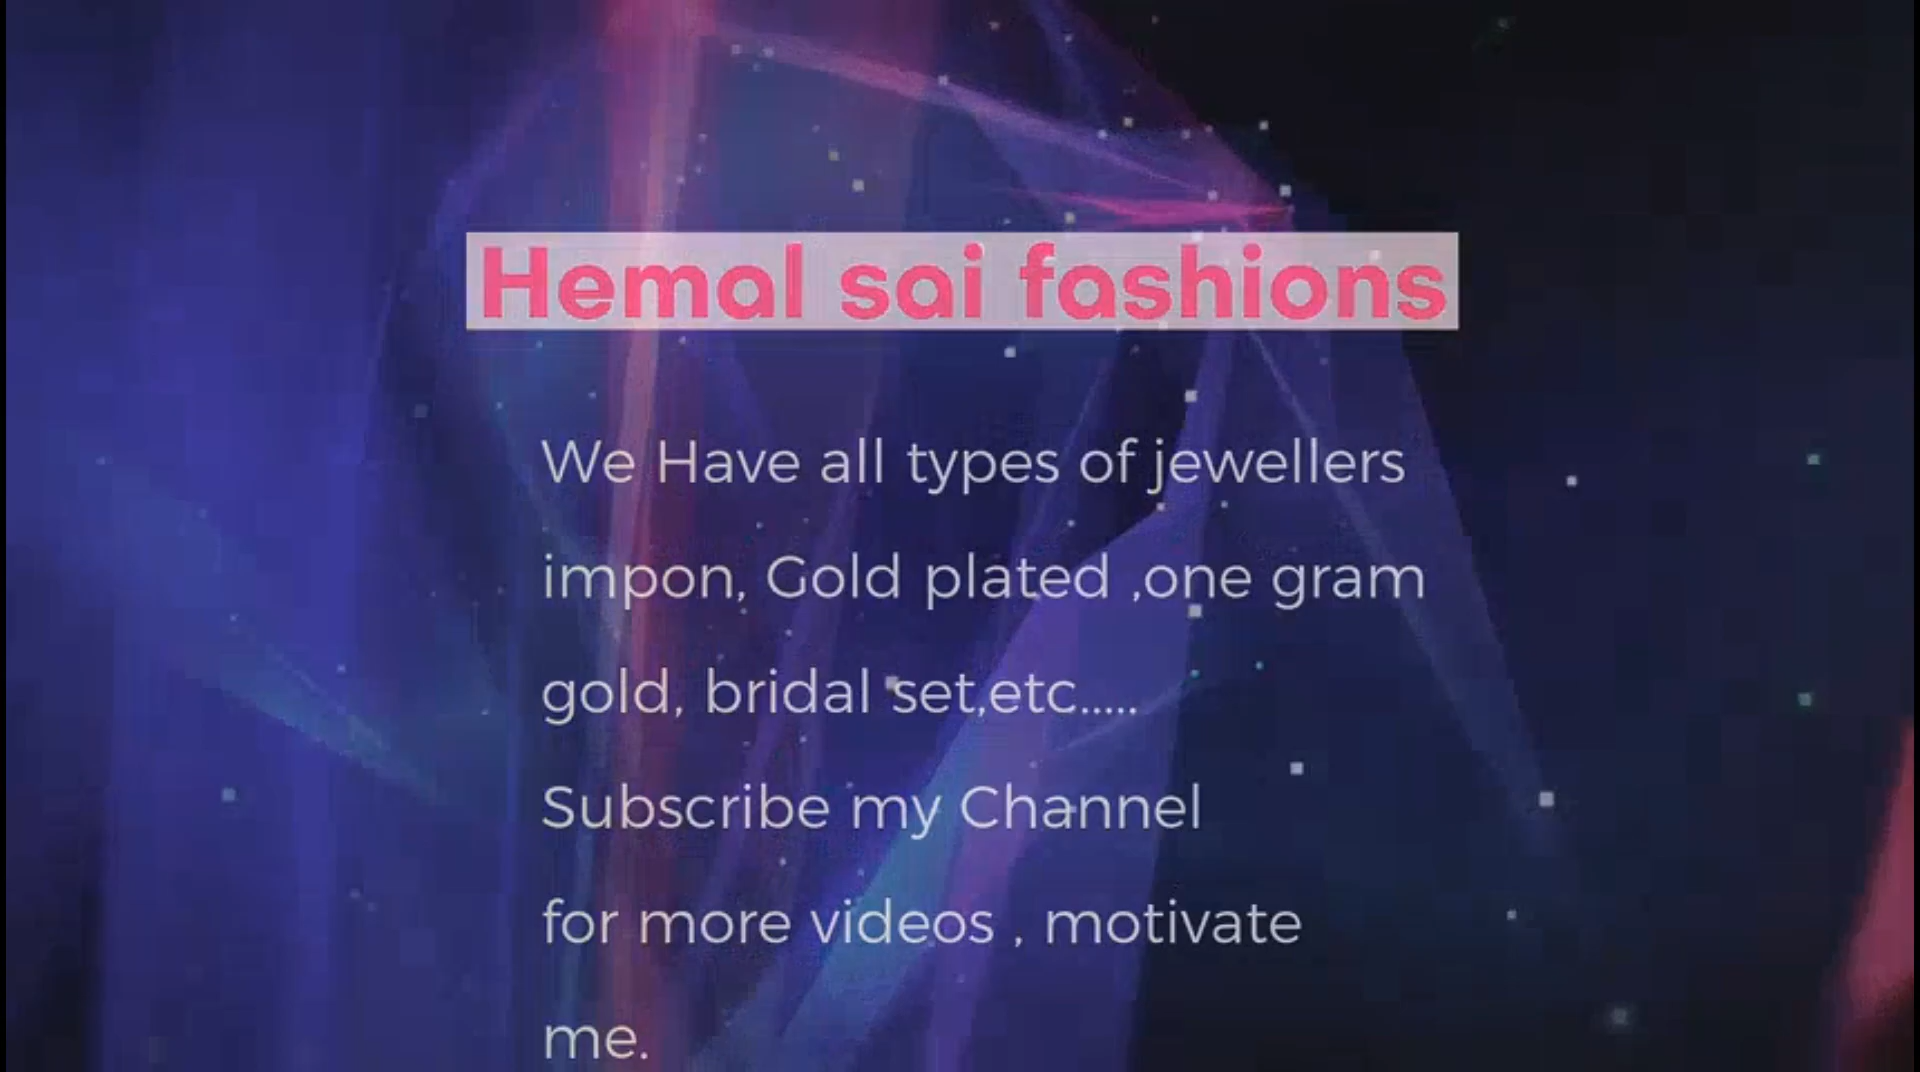 Hemal sai fashions
We Have all types of jewellers
impon, Gold plated ,one gram
gold, bridal set,etc.....
Subscribe my Channel
for more videos , motivate
me.